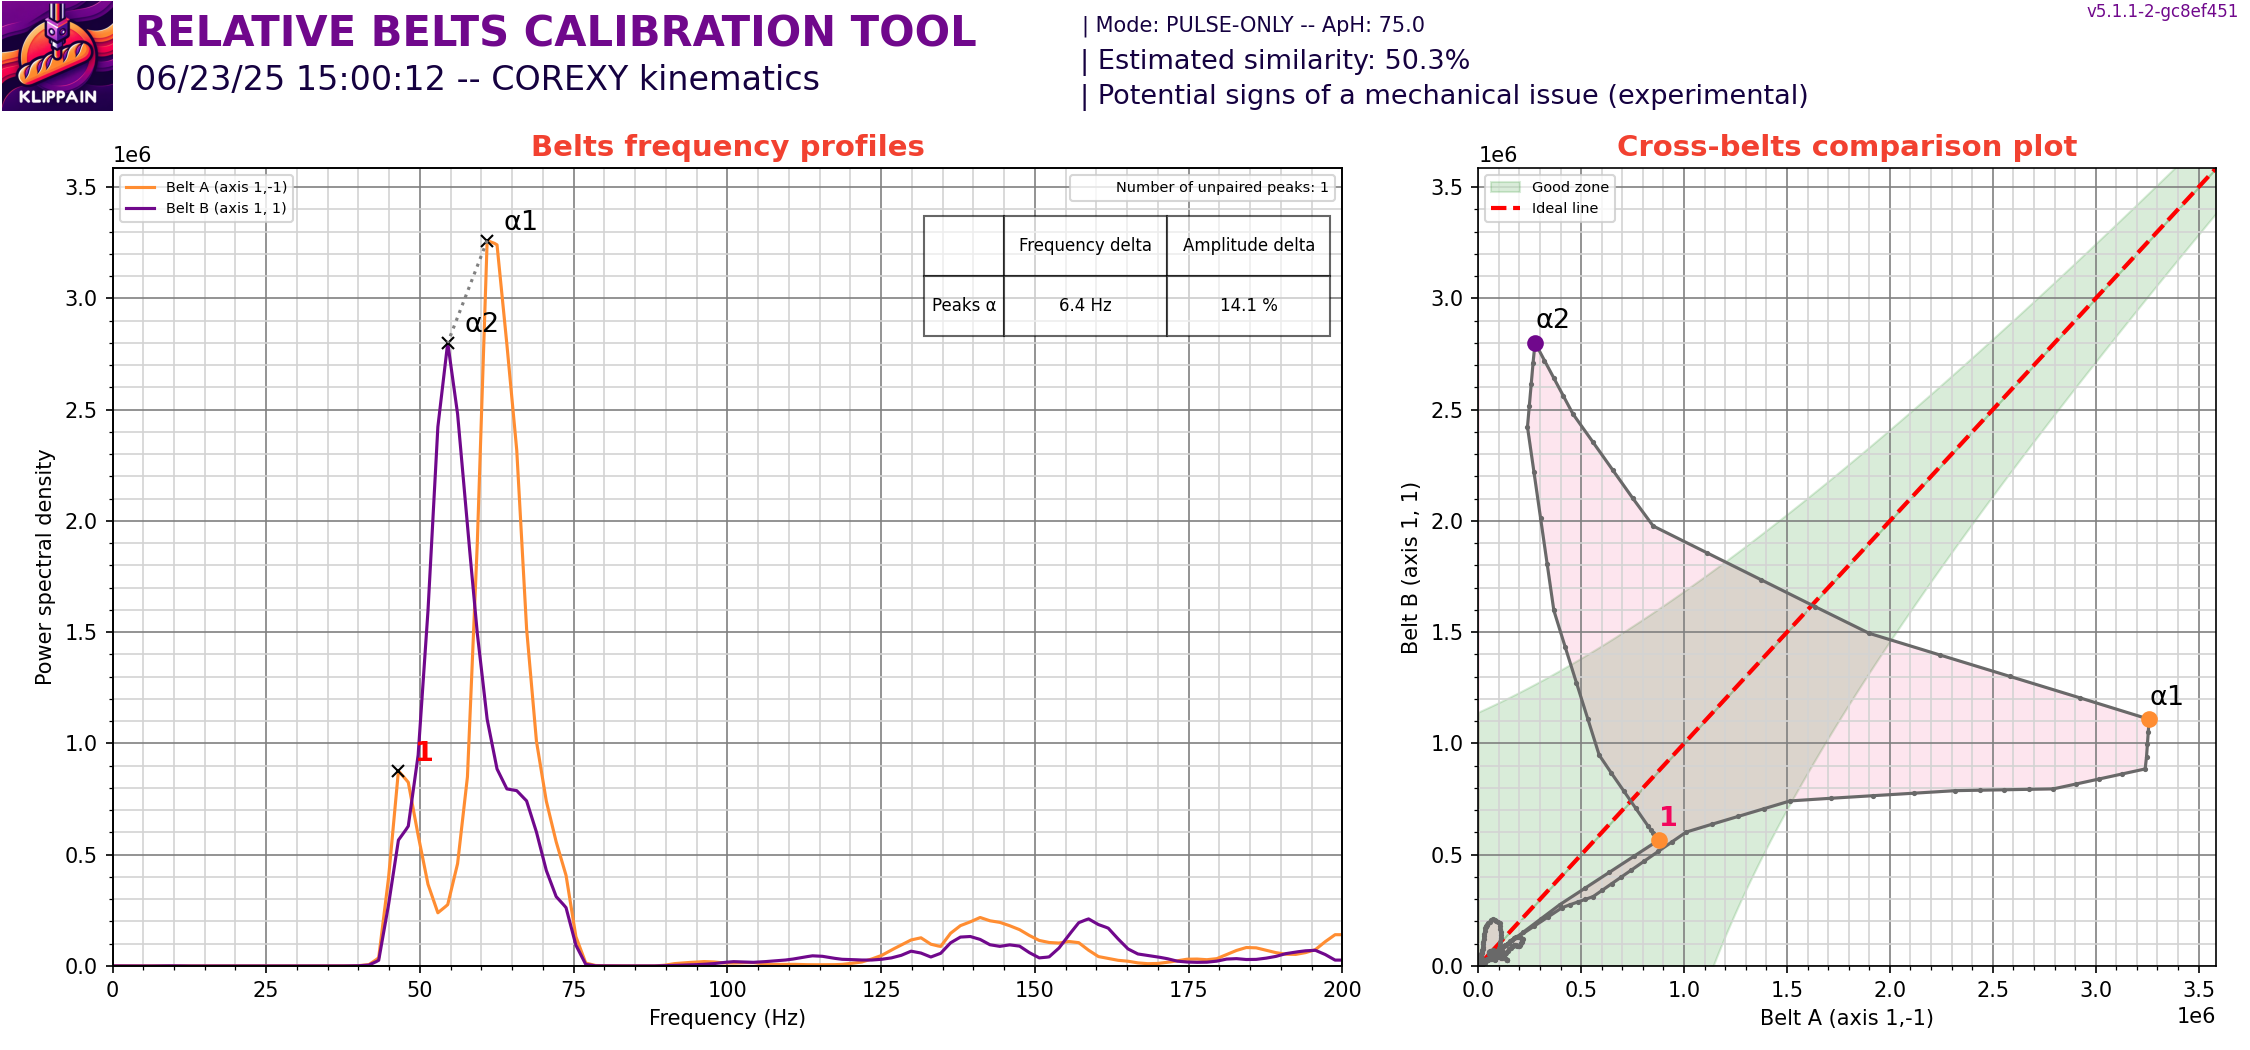 KLIPPAIN
RELATIVE BELTS CALIBRATION TOOL
06/23/25 15:00:12 -- COREXY kinematics
| Mode: PULSE-ONLY -- ApH: 75.0
| Estimated similarity: 50.3%
| Potential signs of a mechanical issue (experimental)
v5.1.1-2-gc8ef451
Belts frequency profiles
1e6
Belt A (axis 1,-1)
Belt B (axis 1, 1)
Number of unpaired peaks: 1
Frequency delta Amplitude delta
Peaks α 6.4 Hz 14.1 %
α1
α2
1
3.5
3.0
2.5
2.0
1.5
1.0
0.5
0.0
Power spectral density
0 25 50 75 100 125 150 175 200
Frequency (Hz)
Cross-belts comparison plot
1e6
Good zone
Ideal line
α2
α1
1
3.5
3.0
2.5
2.0
1.5
1.0
0.5
0.0
Belt B (axis 1, 1)
0.0 0.5 1.0 1.5 2.0 2.5 3.0 3.5
Belt A (axis 1,-1)
1e6